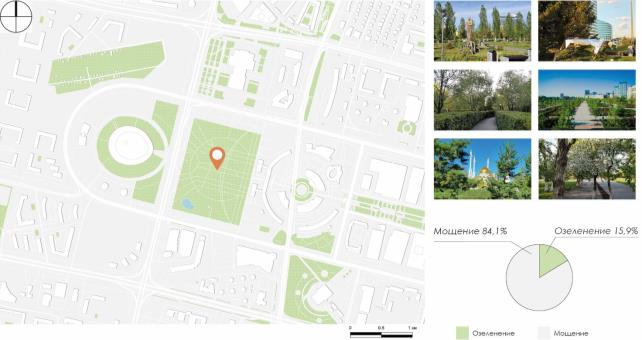 Мощение 84,1%
Озеленение 15,9%
0 0.5 1 км
Озеленение
Мощение